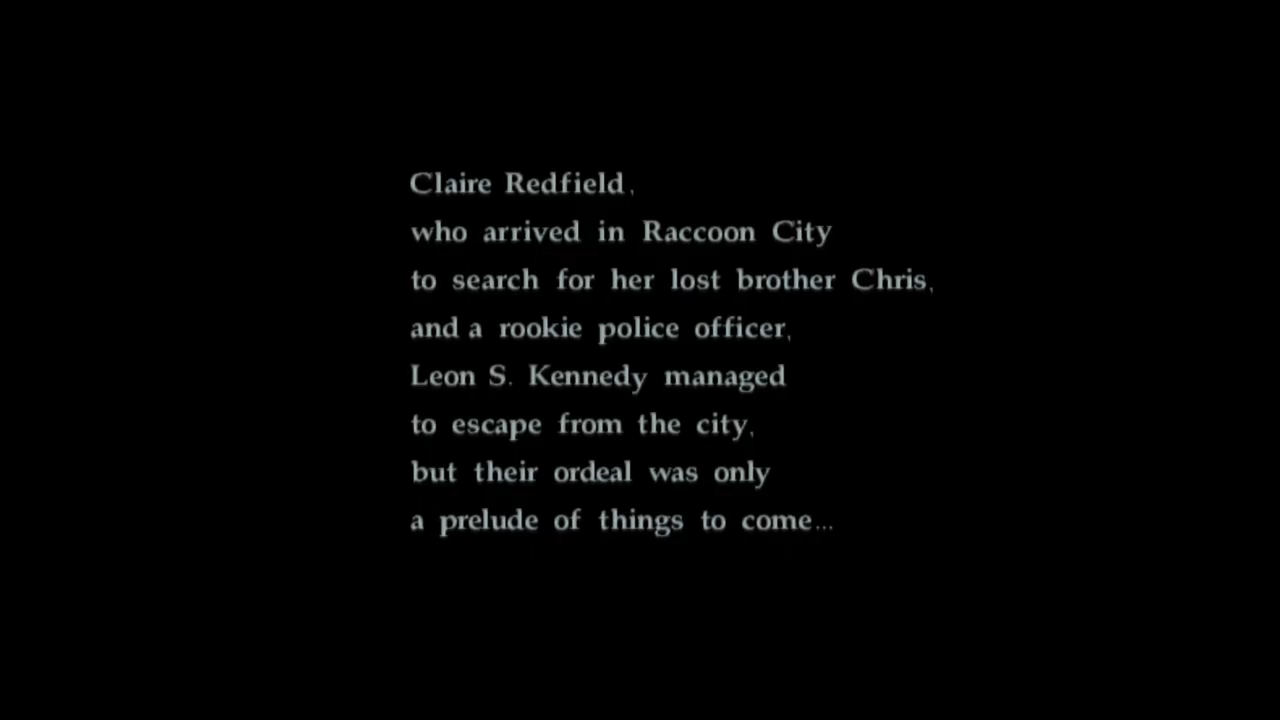 Claire Redfield,
who arrived in Raccoon City
to search for her lost brother Chris,
and a rookie police officer,
Leon S. Kennedy managed
to escape from the city,
but their ordeal was only
a prelude of things to come...